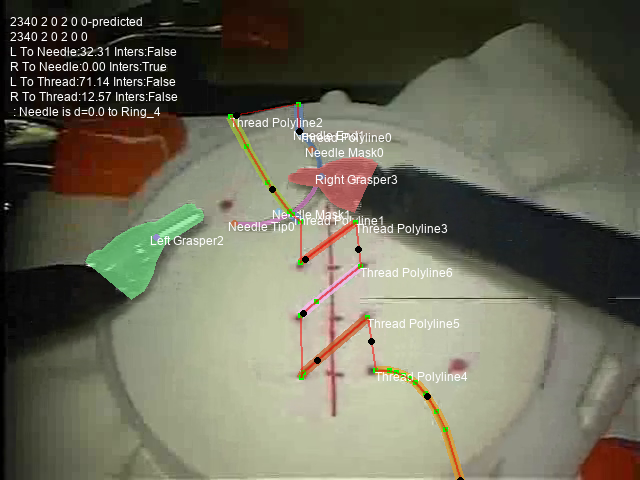 2340 2 0 2 0 0-predicted
2340 2 0 2 0 0
L To Needle:32.31 Inters:False
R To Needle:0.00 Inters:True
L To Thread:71.14 Inters:False
R To Thread:12.57 Inters:False
: Needle is d=0.0 to Ring_4
Thread Polyline2
Needle End1
Thread Polyline0
Needle Mask0
Right Grasper3
Needle Mask1
Thread Polyline1
Needle Tip0
Thread Polyline3
Left Grasper2
Thread Polyline6
Thread Polyline5
Thread Polyline4